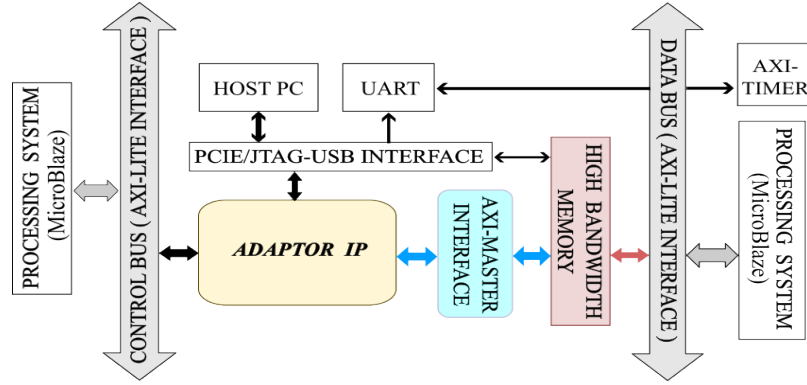 PROCESSING SYSTEM
(MicroBlaze)
CONTROL BUS ( AXI-LITE INTERFACE )
HOST PC
UART
PCIE/JTAG-USB INTERFACE
ADAPTOR IP
AXI-MASTER
INTERFACE
HIGH BANDWIDTH
MEMORY
DATA BUS ( AXI-LITE INTERFACE )
AXI-
TIMER
PROCESSING SYSTEM
(MicroBlaze)